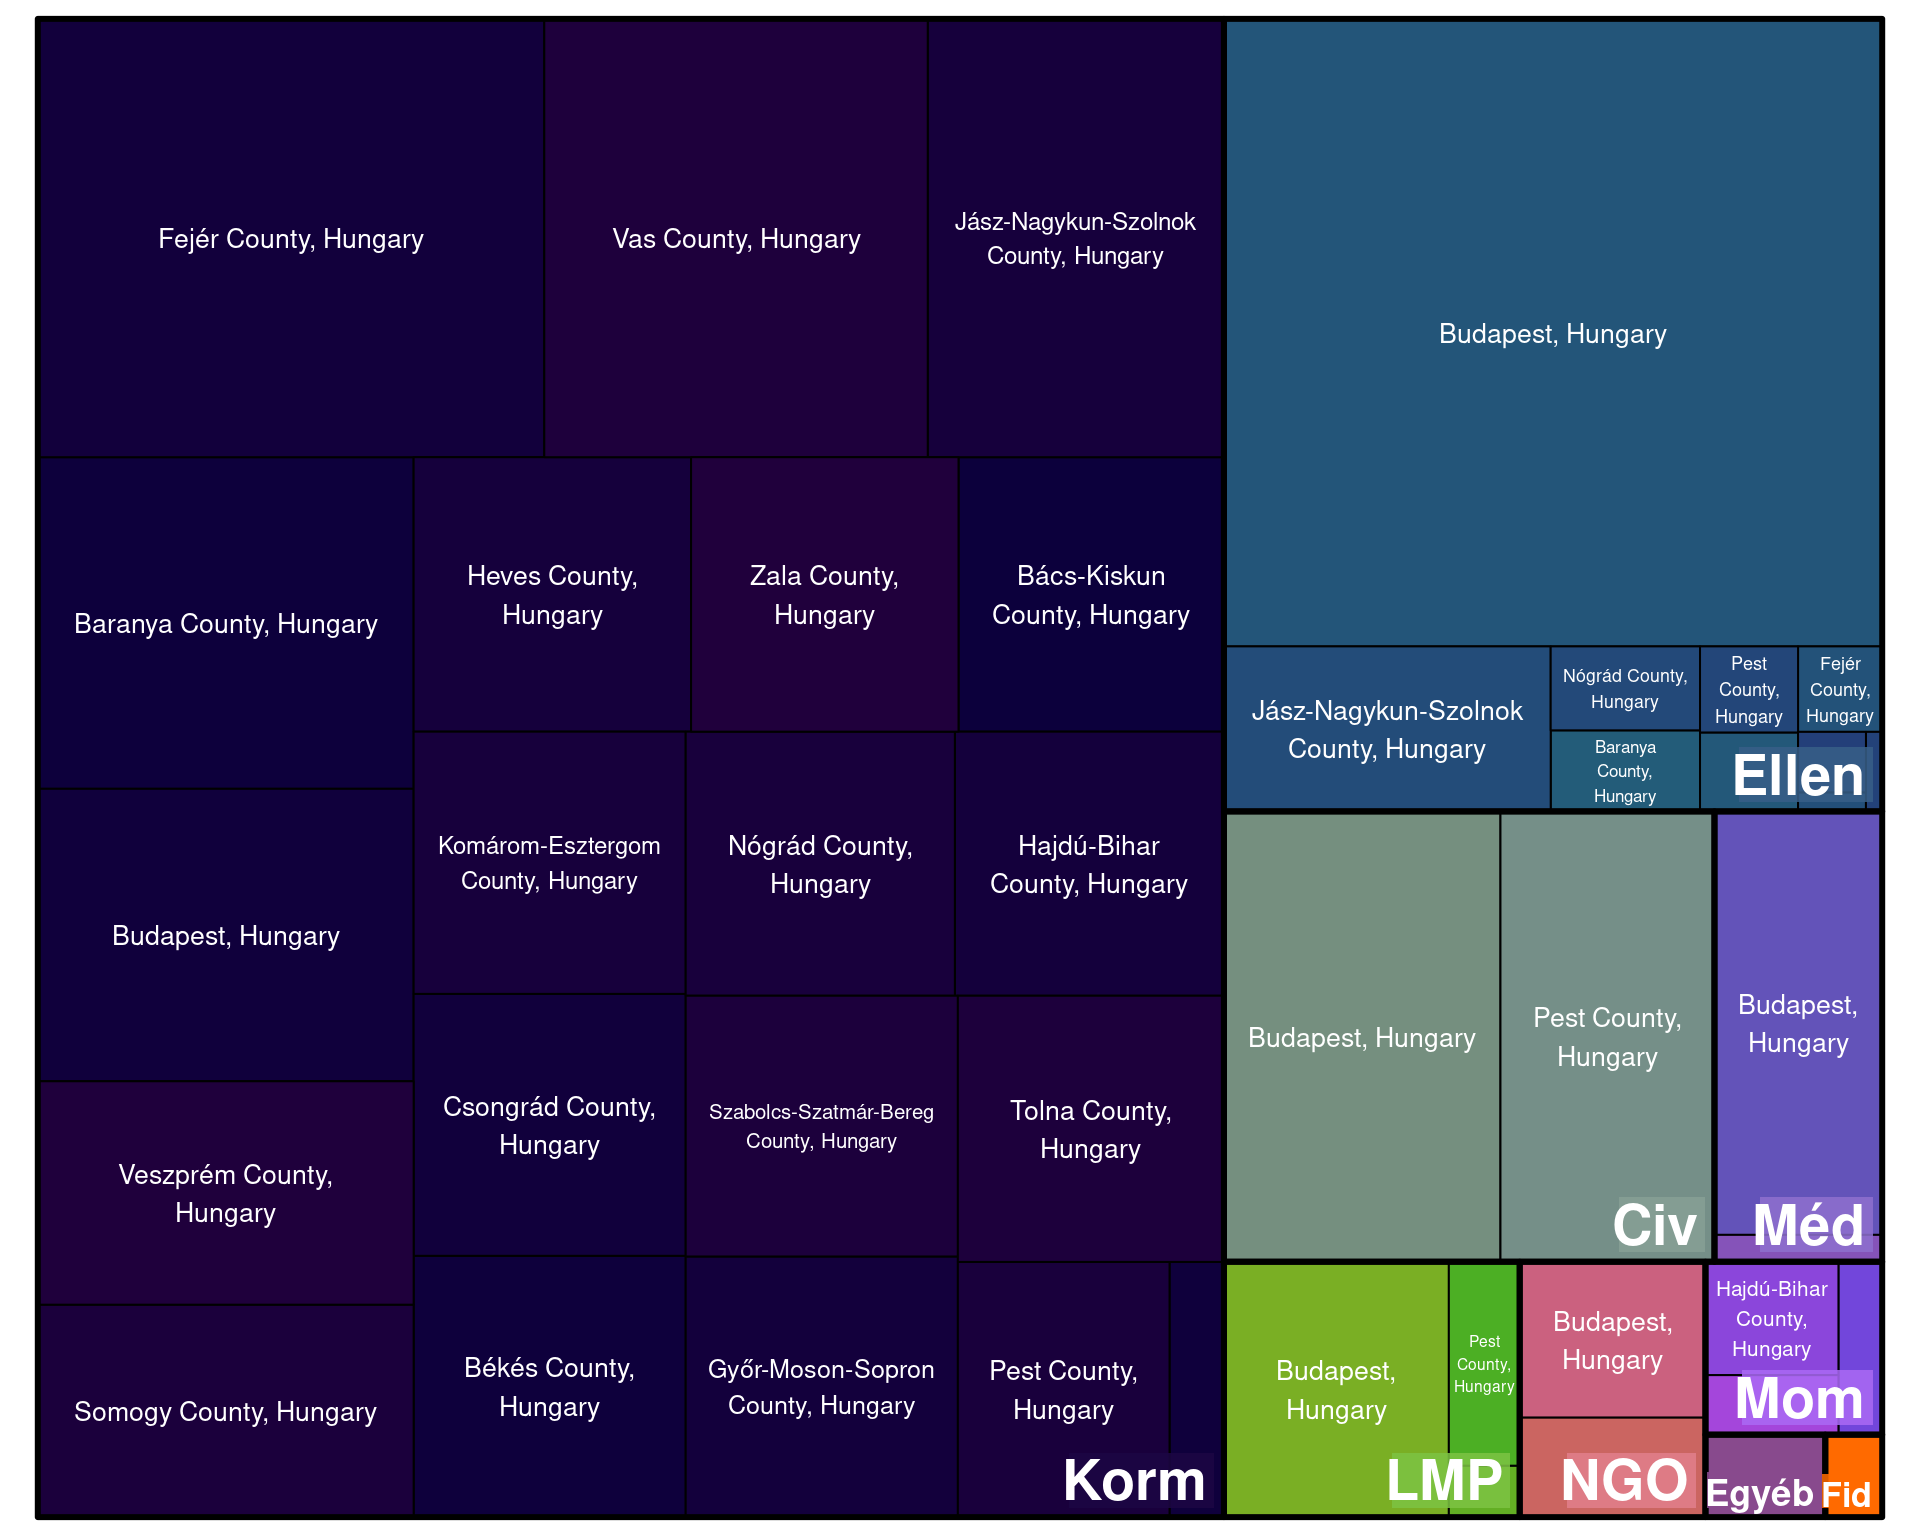 Fejér County, Hungary
Vas County, Hungary
Jász-Nagykun-Szolnok
County, Hungary
Baranya County, Hungary
Heves County,
Hungary
Zala County,
Hungary
Bács-Kiskun
County, Hungary
Budapest, Hungary
Komárom-Esztergom
County, Hungary
Nógrád County,
Hungary
Hajdú-Bihar
County, Hungary
Csongrád County,
Hungary
Szabolcs-Szatmár-Bereg
County, Hungary
Tolna County,
Hungary
Veszprém County,
Hungary
Somogy County, Hungary
Békés County,
Hungary
Győr-Moson-Sopron
County, Hungary
Pest County,
Hungary
Korm
Budapest, Hungary
Jász-Nagykun-Szolnok
County, Hungary
Nógrád County,
Hungary
Baranya
County,
Hungary
Pest
County,
Hungary
Fejér
County,
Hungary
Ellen
Budapest, Hungary
Pest County,
Hungary
Civ
Budapest,
Hungary
Méd
Budapest,
Hungary
Pest
County,
Hungary
LMP
Budapest,
Hungary
NGO
Hajdú-Bihar
County,
Hungary
Mom
Egyéb
Fid